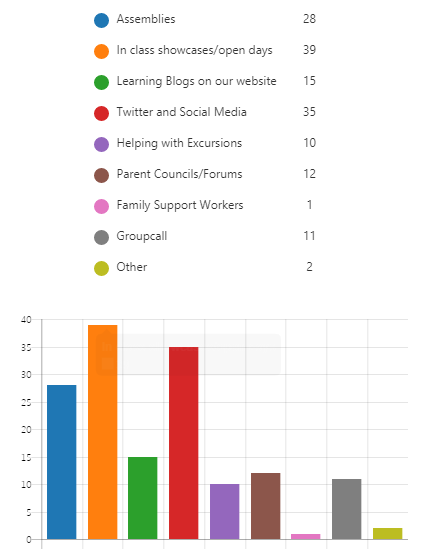 Assemblies 28
In class showcases/open days 39
Learning Blogs on our website 15
Twitter and Social Media 35
Helping with Excursions 10
Parent Councils/Forums 12
Family Support Workers 1
Groupcall 11
Other 2
40
35
30
25
20
15
10
5
0